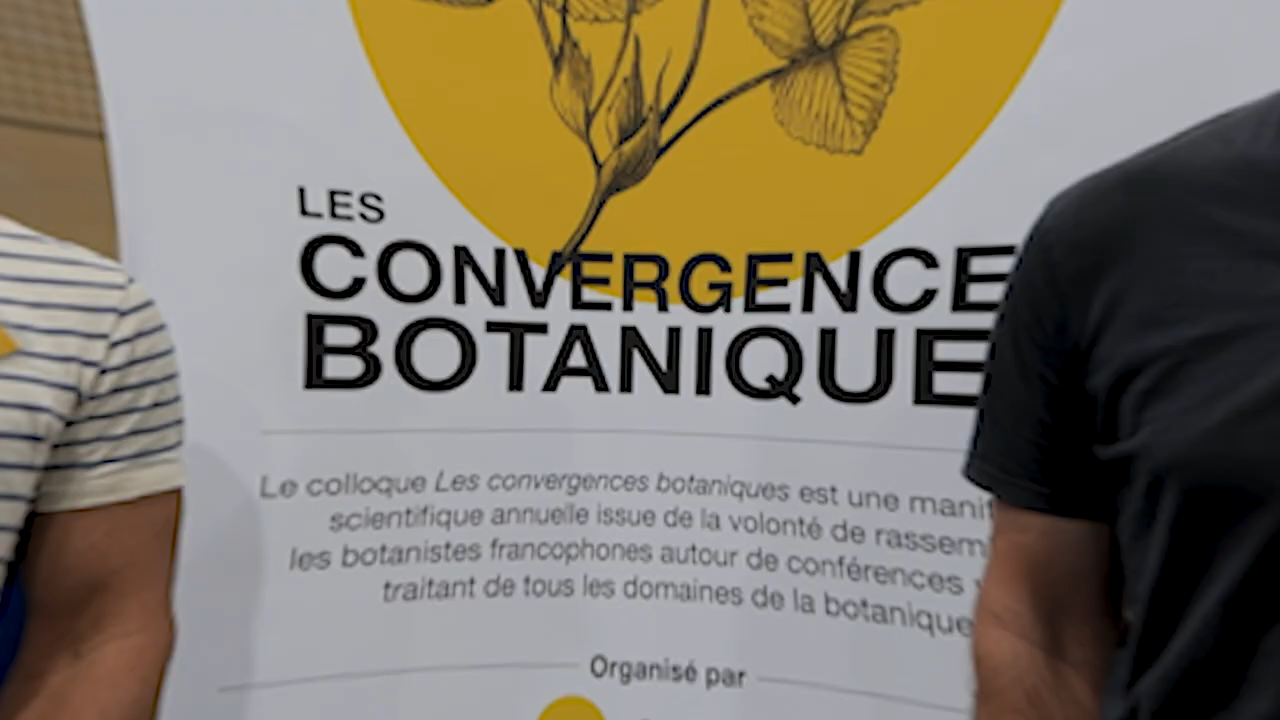 LES
CONVERGENCE
BOTANIQUE
Le colloque Les convergences botaniques est une manif
scientifique annuelle issue de la volonté de rassem
les botanistes francophones autour de conférences
traitant de tous les domaines de la botanique
Organisé par